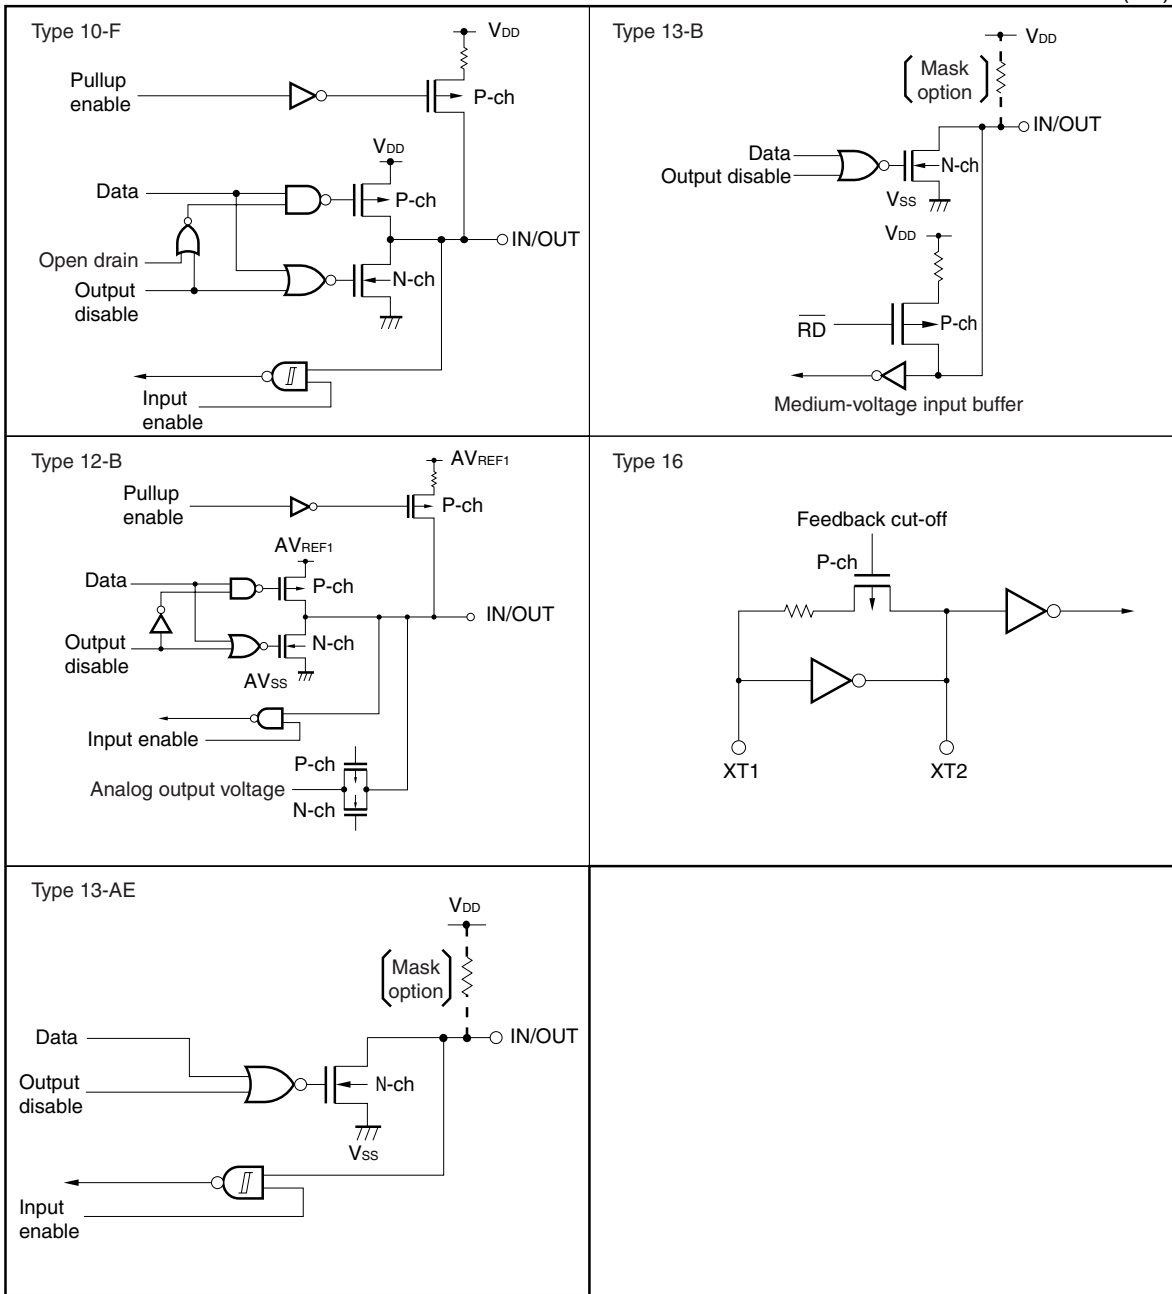 Type 10-F
VDD
Pullup
enable
P-ch
VDD
Data
P-ch
IN/OUT
Open drain
Output
disable
N-ch
Input
enable
Type 13-B
VDD
Mask
option
IN/OUT
Data
Output disable
N-ch
VSS
VDD
RD
P-ch
Medium-voltage input buffer
Type 12-B
AVREF1
Pullup
enable
P-ch
AVREF1
Data
P-ch
IN/OUT
Output
disable
N-ch
AVSS
Input enable
P-ch
Analog output voltage
N-ch
Type 16
Feedback cut-off
P-ch
XT1
XT2
Type 13-AE
VDD
Mask
option
Data
IN/OUT
Output
disable
N-ch
VSS
Input
enable